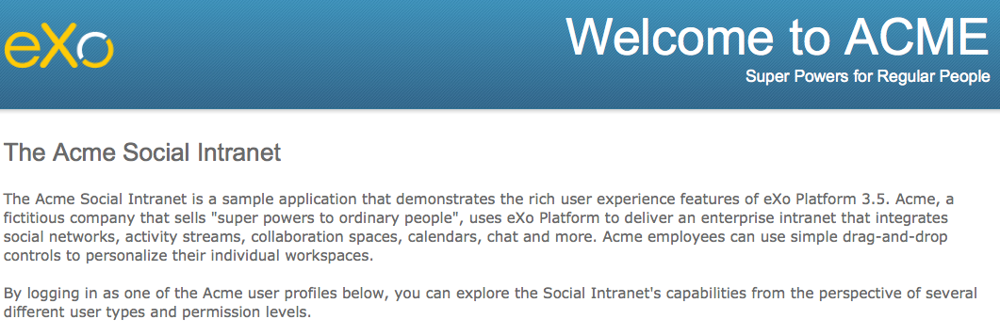 eXo
Welcome to ACME
Super Powers for Regular People
The Acme Social Intranet
The Acme Social Intranet is a sample application that demonstrates the rich user experience features of eXo Platform 3.5. Acme, a
fictitious company that sells "super powers to ordinary people", uses eXo Platform to deliver an enterprise intranet that integrates
social networks, activity streams, collaboration spaces, calendars, chat and more. Acme employees can use simple drag-and-drop
controls to personalize their individual workspaces.
By logging in as one of the Acme user profiles below, you can explore the Social Intranet's capabilities from the perspective of several
different user types and permission levels.